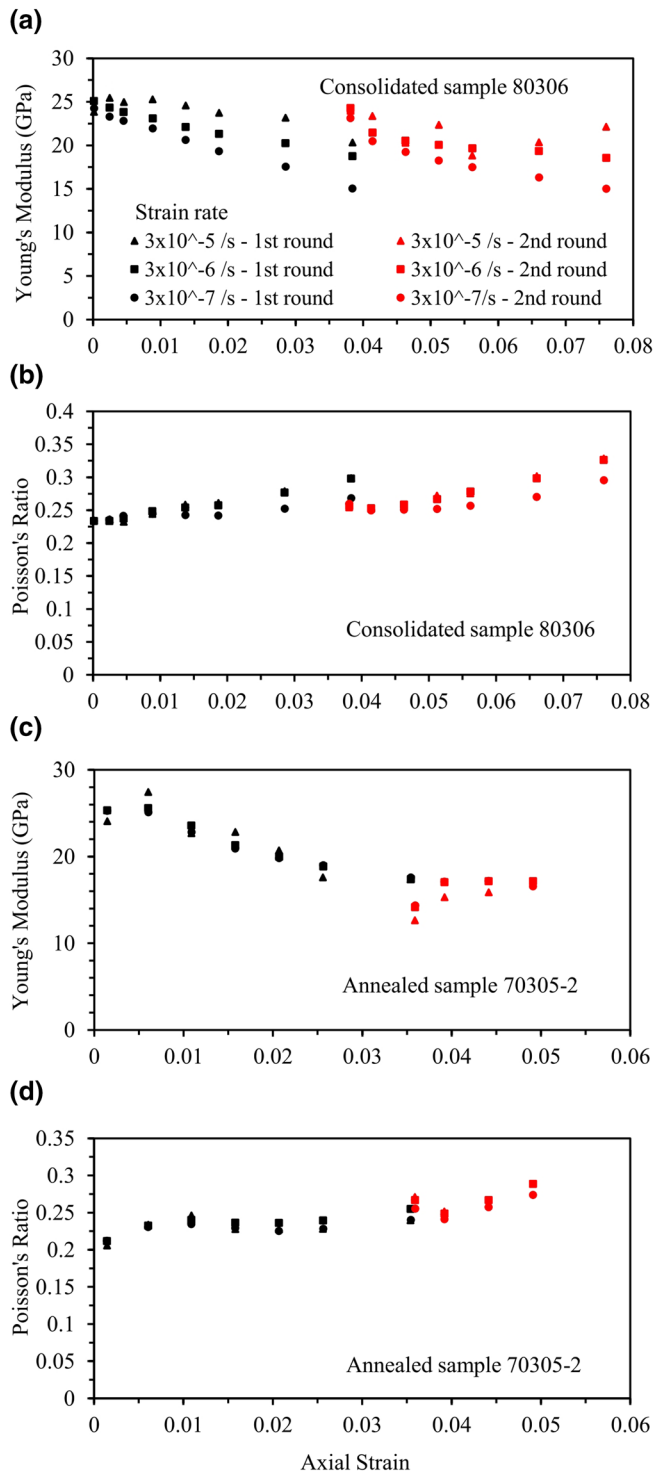 (a)
30
25
20
15
10
5
0
Young's Modulus (GPa)
Consolidated sample 80306
Strain rate
3x10^-5 /s - 1st round
3x10^-5 /s - 2nd round
3x10^-6 /s - 1st round
3x10^-6 /s - 2nd round
3x10^-7 /s - 1st round
3x10^-7/s - 2nd round
0 0.01 0.02 0.03 0.04 0.05 0.06 0.07 0.08
(b)
0.4
0.35
0.3
0.25
0.2
0.15
0.1
0.05
0
Poisson's Ratio
Consolidated sample 80306
0 0.01 0.02 0.03 0.04 0.05 0.06 0.07 0.08
(c)
30
20
10
0
Young's Modulus (GPa)
Annealed sample 70305-2
0 0.01 0.02 0.03 0.04 0.05 0.06
(d)
0.35
0.3
0.25
0.2
0.15
0.1
0.05
0
Poisson's Ratio
Annealed sample 70305-2
0 0.01 0.02 0.03 0.04 0.05 0.06
Axial Strain